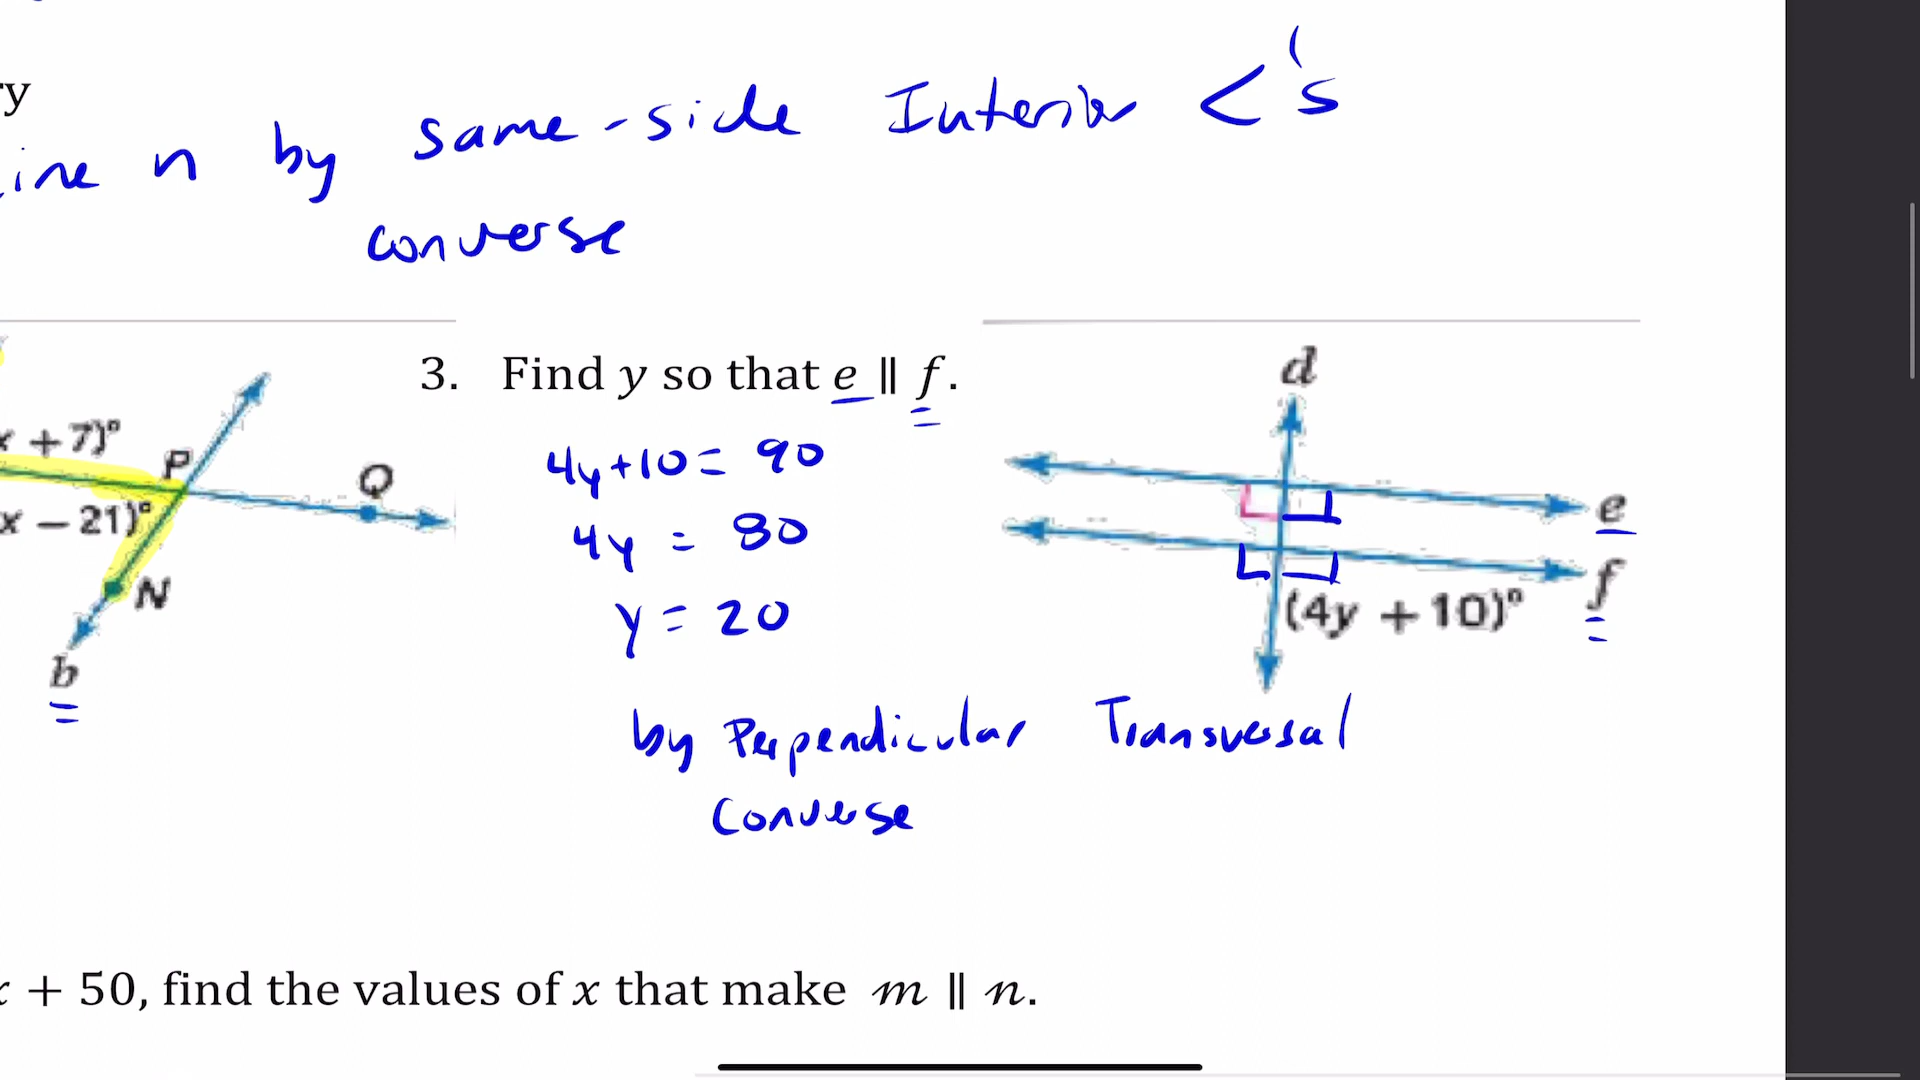 y
ine n by same-side Interior <'s
converse
3. Find y so that e || f.
4y+10 = 90
4y = 80
y = 20
by Perpendicular Transversal
Converse
x + 7)°
P
Q
x – 21)°
N
b
d
e
f
(4y + 10)°
x + 50, find the values of x that make m || n.